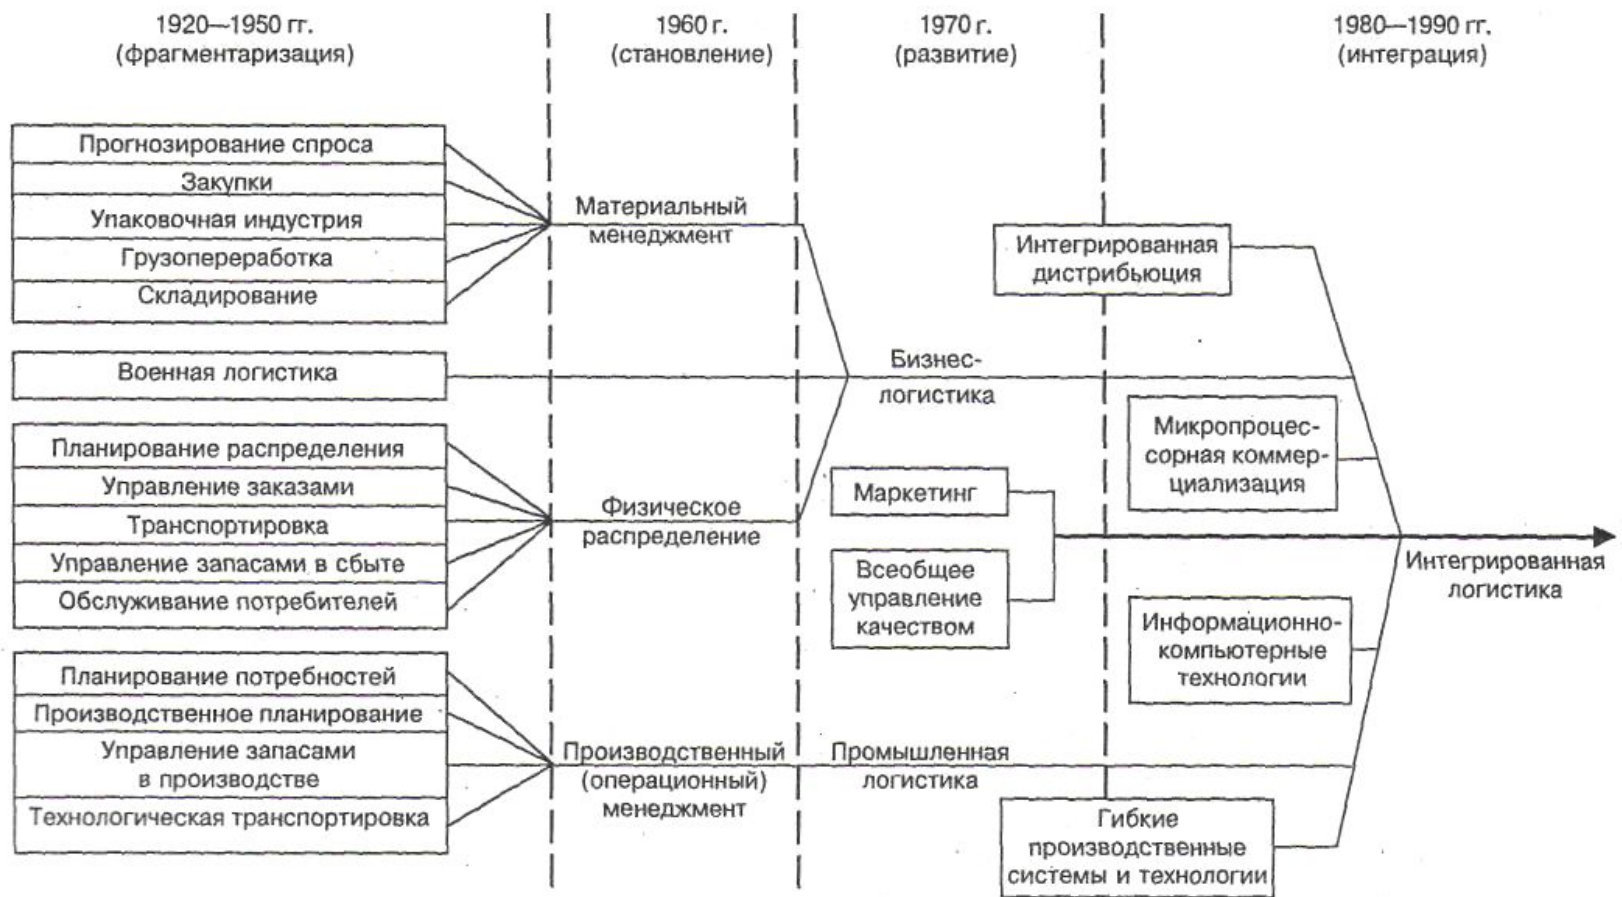 1920—1950 гг.
(фрагментаризация)
1960 г.
(становление)
1970 г.
(развитие)
1980—1990 гг.
(интеграция)
Прогнозирование спроса
Закупки
Упаковочная индустрия
Грузопереработка
Складирование
Военная логистика
Планирование распределения
Управление заказами
Транспортировка
Управление запасами в сбыте
Обслуживание потребителей
Планирование потребностей
Производственное планирование
Управление запасами
в производстве
Технологическая транспортировка
Материальный
менеджмент
Физическое
распределение
Производственный
(операционный)
менеджмент
Бизнес-
логистика
Маркетинг
Всеобщее
управление
качеством
Промышленная
логистика
Интегрированная
дистрибьюция
Микропроцес-
сорная коммер-
циализация
Информационно-
компьютерные
технологии
Гибкие
производственные
системы и технологии
Интегрированная
логистика